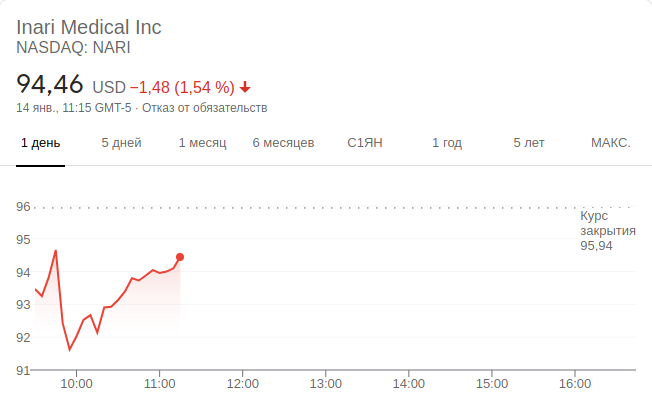 Inari Medical Inc
NASDAQ: NARI
94,46 USD −1,48 (1,54 %)
14 янв., 11:15 GMT-5 · Отказ от обязательств
1 день 5 дней 1 месяц 6 месяцев С1ЯН 1 год 5 лет МАКС.
96
Курс
закрытия
95,94
95
94
93
92
91
10:00 11:00 12:00 13:00 14:00 15:00 16:00